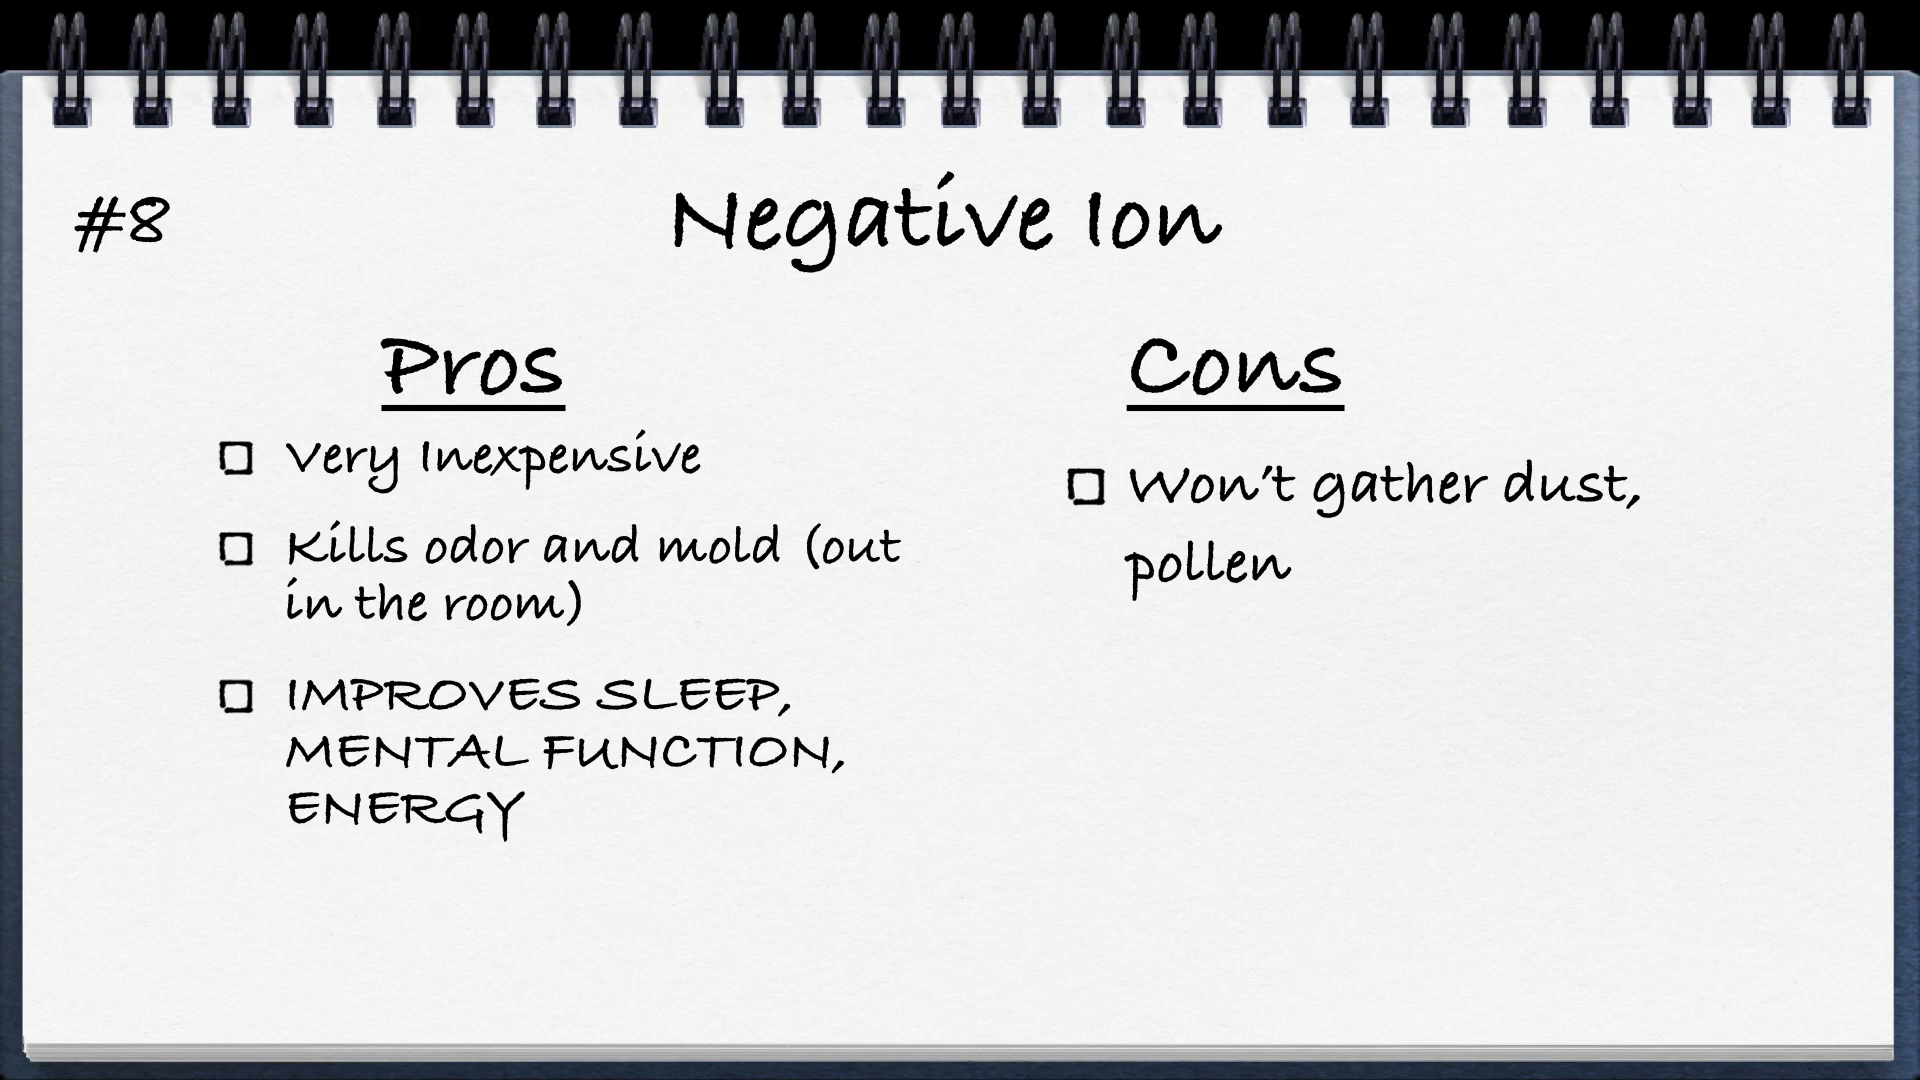 #8
Negative Ion
Pros
Very Inexpensive
Kills odor and mold (out
in the room)
IMPROVES SLEEP,
MENTAL FUNCTION,
ENERGY
Cons
Won't gather dust,
pollen